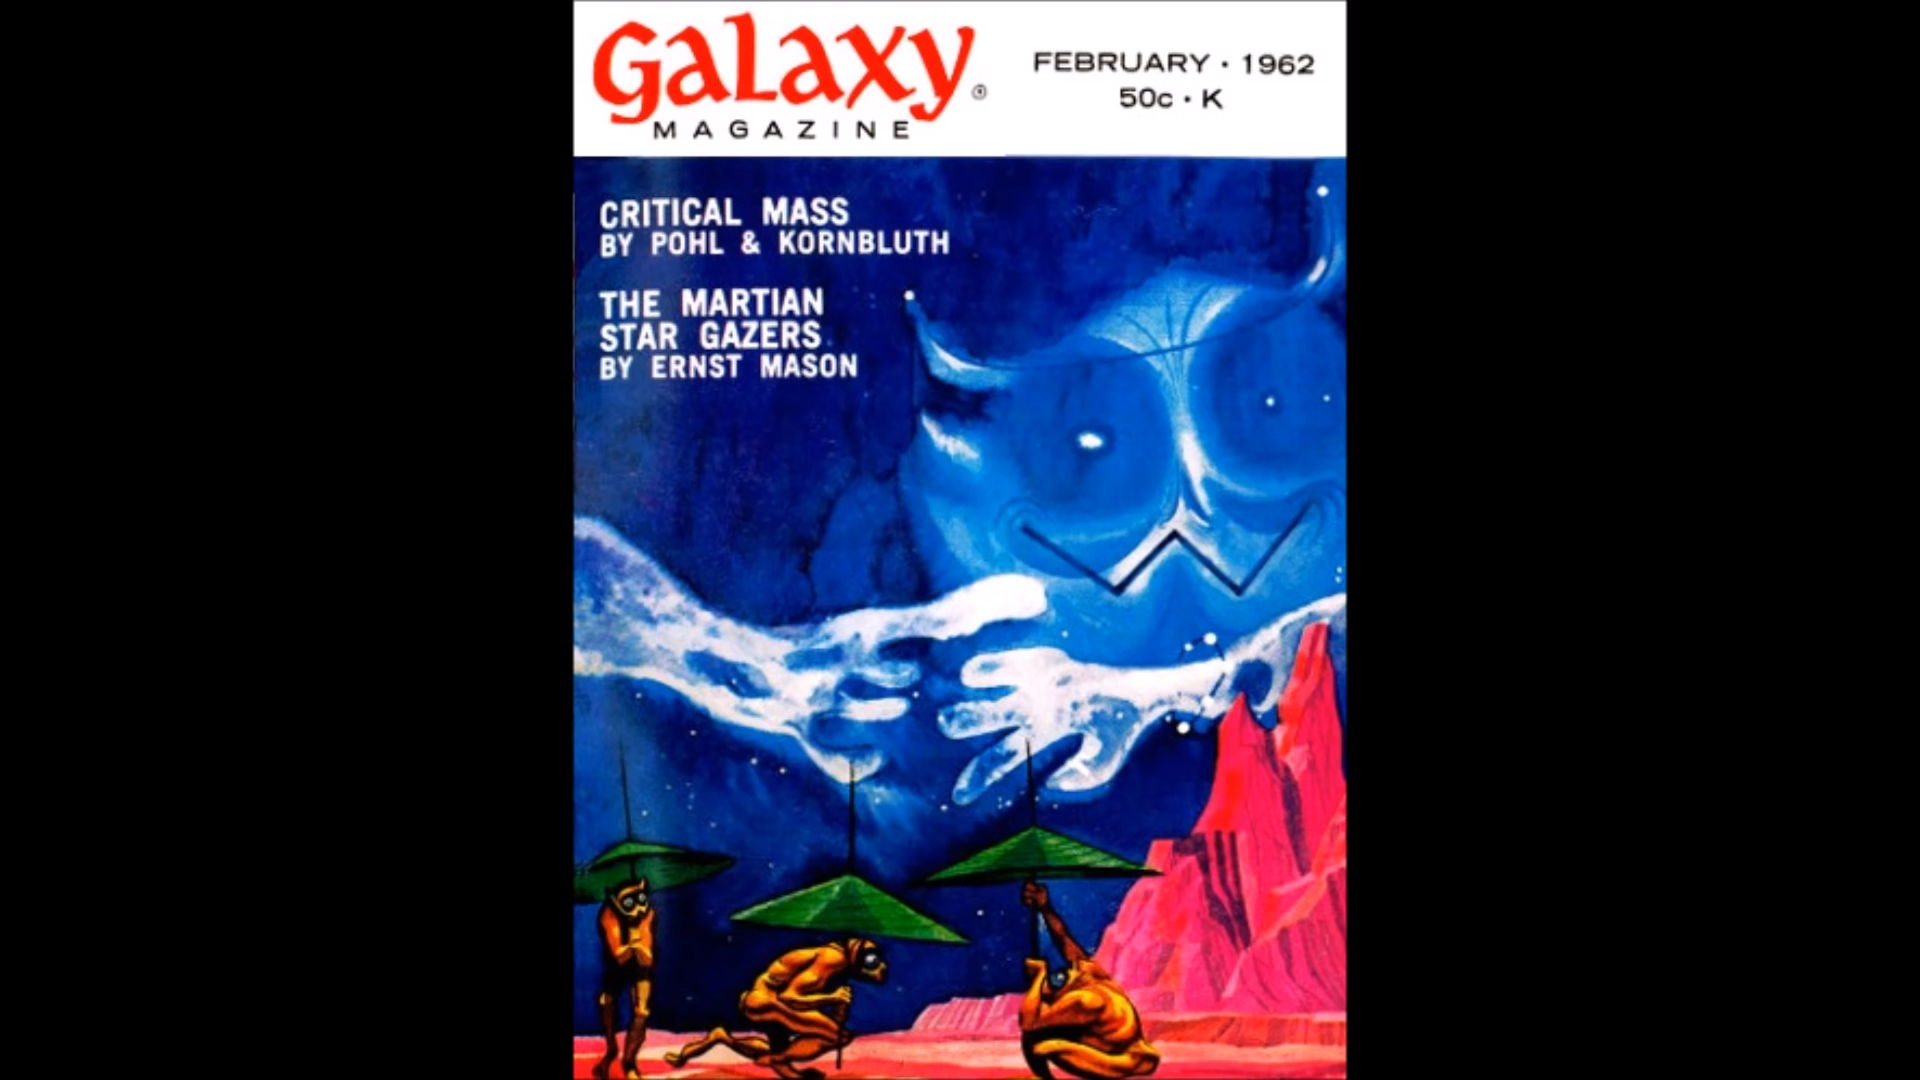 GaLaxy®
MAGAZINE
FEBRUARY • 1962
50c • K
CRITICAL MASS
BY POHL & KORNBLUTH
THE MARTIAN
STAR GAZERS
BY ERNST MASON